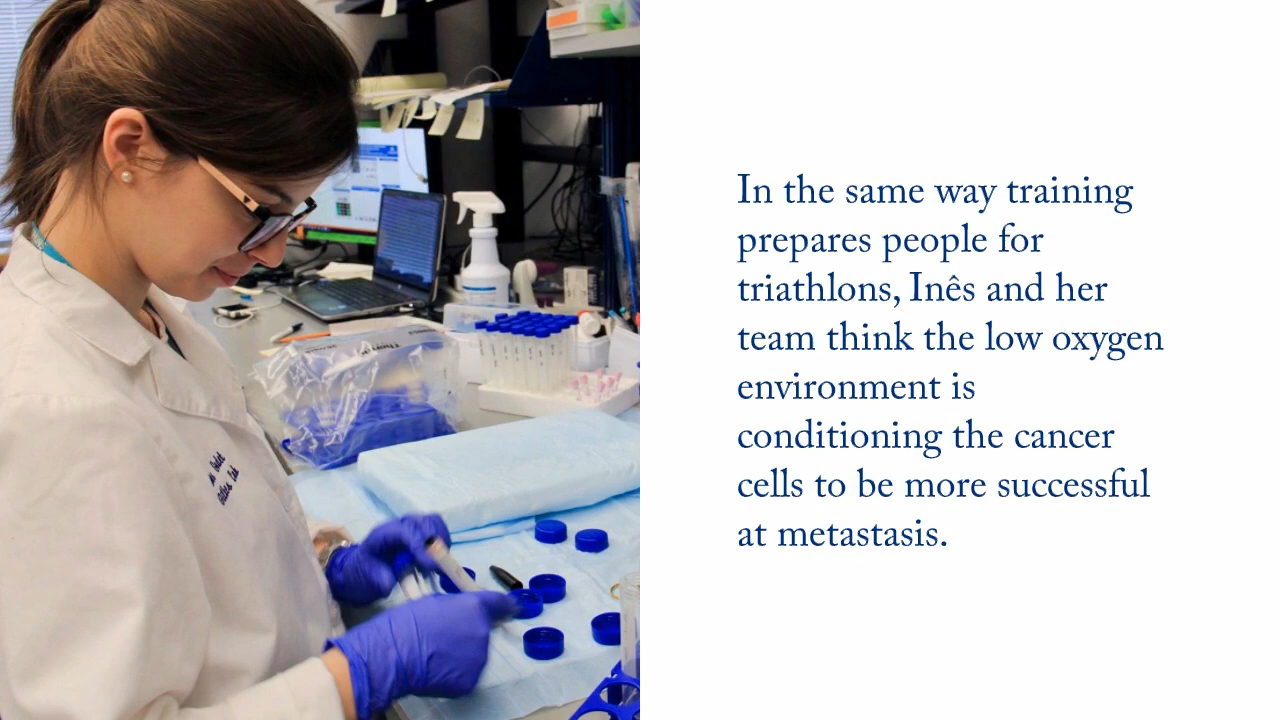 In the same way training
prepares people for
triathlons, Inês and her
team think the low oxygen
environment is
conditioning the cancer
cells to be more successful
at metastasis.